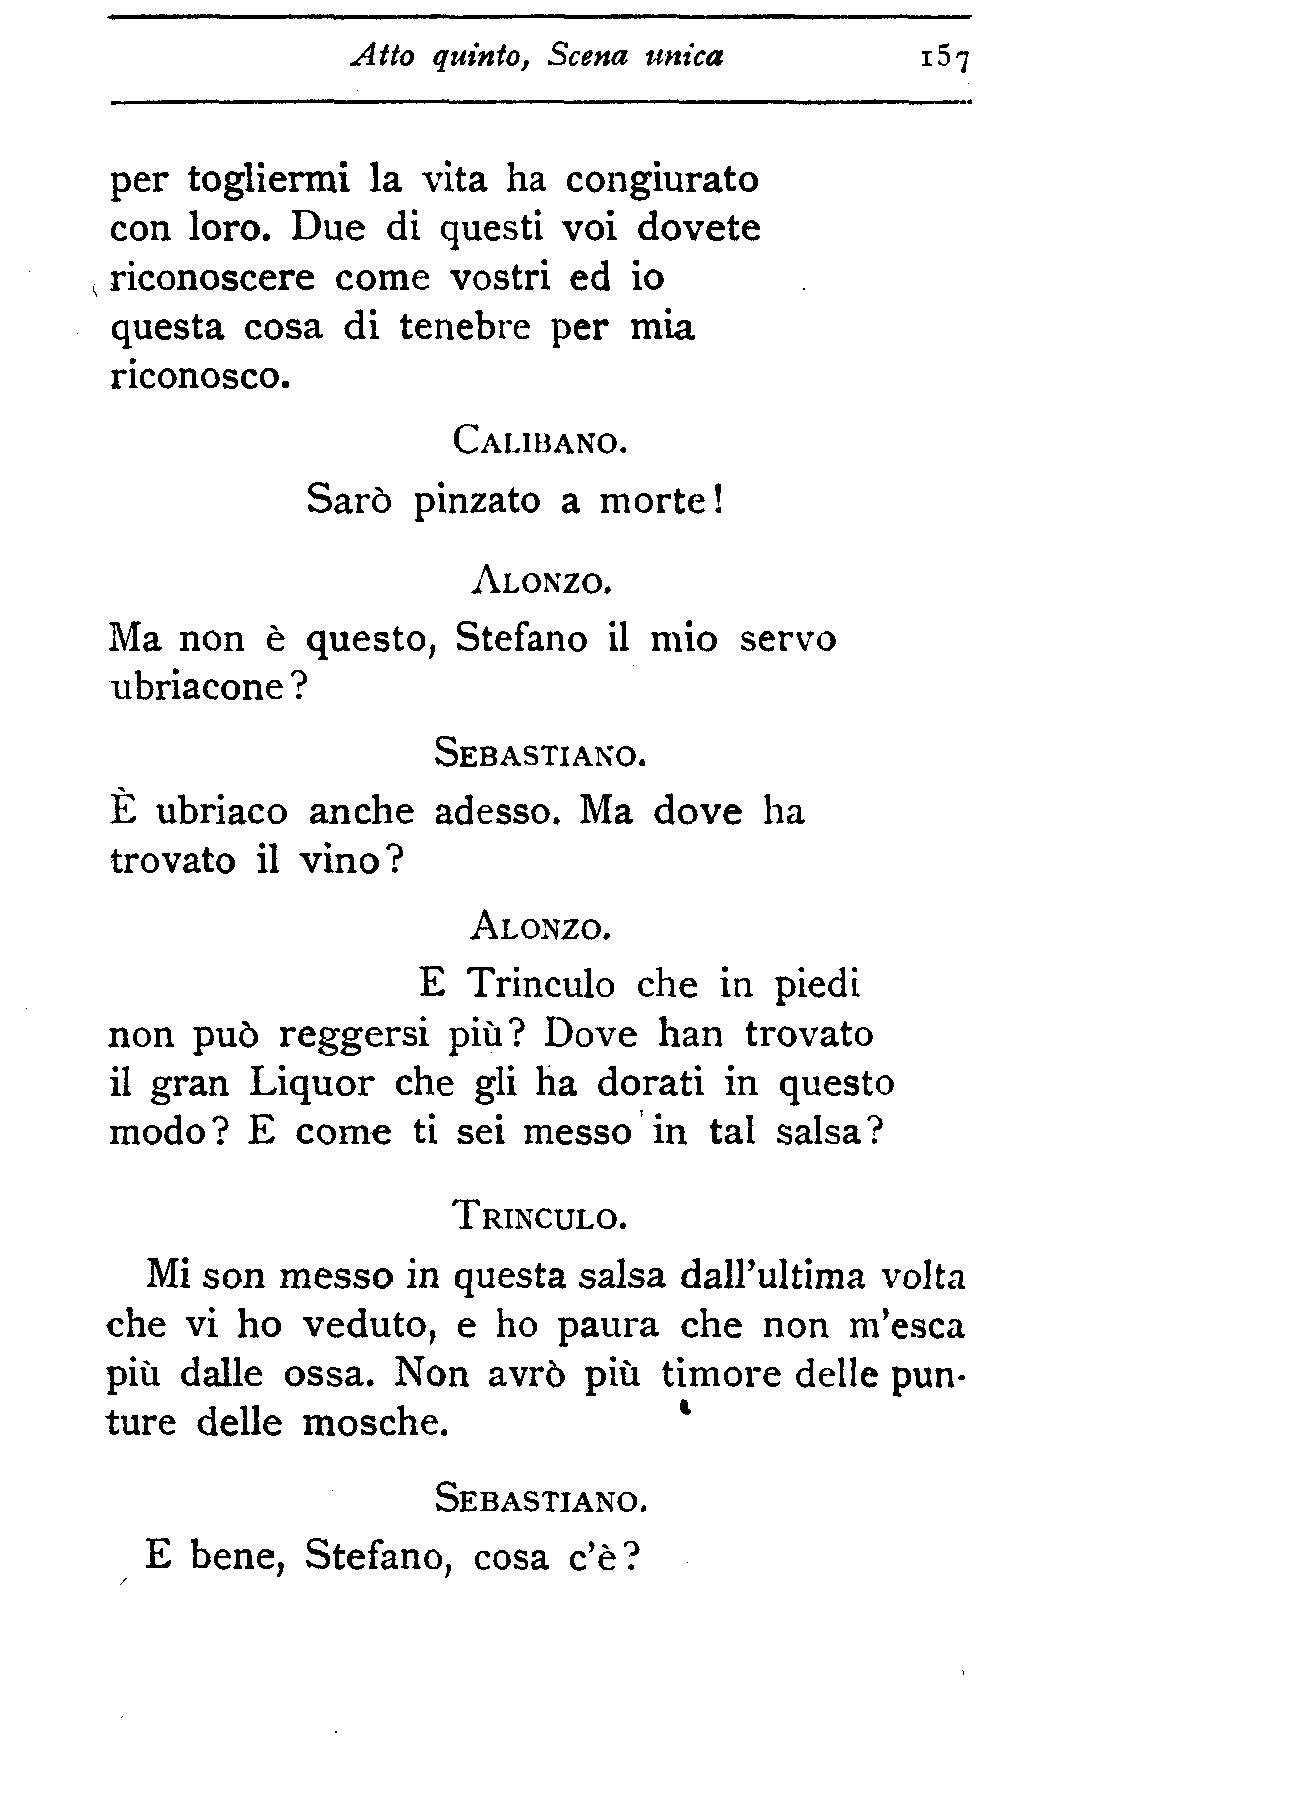 Atto quinto, Scena unica 157
per togliermi la vita ha congiurato
con loro. Due di questi voi dovete
riconoscere come vostri ed io
questa cosa di tenebre per mia
riconosco.
CALIBANO.
Sarò pinzato a morte!
ALONZO.
Ma non è questo, Stefano il mio servo
ubriacone?
SEBASTIANO.
È ubriaco anche adesso. Ma dove ha
trovato il vino?
ALONZO.
E Trinculo che in piedi
non può reggersi più? Dove han trovato
il gran Liquor che gli ha dorati in questo
modo? E come ti sei messo in tal salsa?
TRINCULO.
Mi son messo in questa salsa dall'ultima volta
che vi ho veduto, e ho paura che non m'esca
più dalle ossa. Non avrò più timore delle pun-
ture delle mosche.
SEBASTIANO.
E bene, Stefano, cosa c'è?